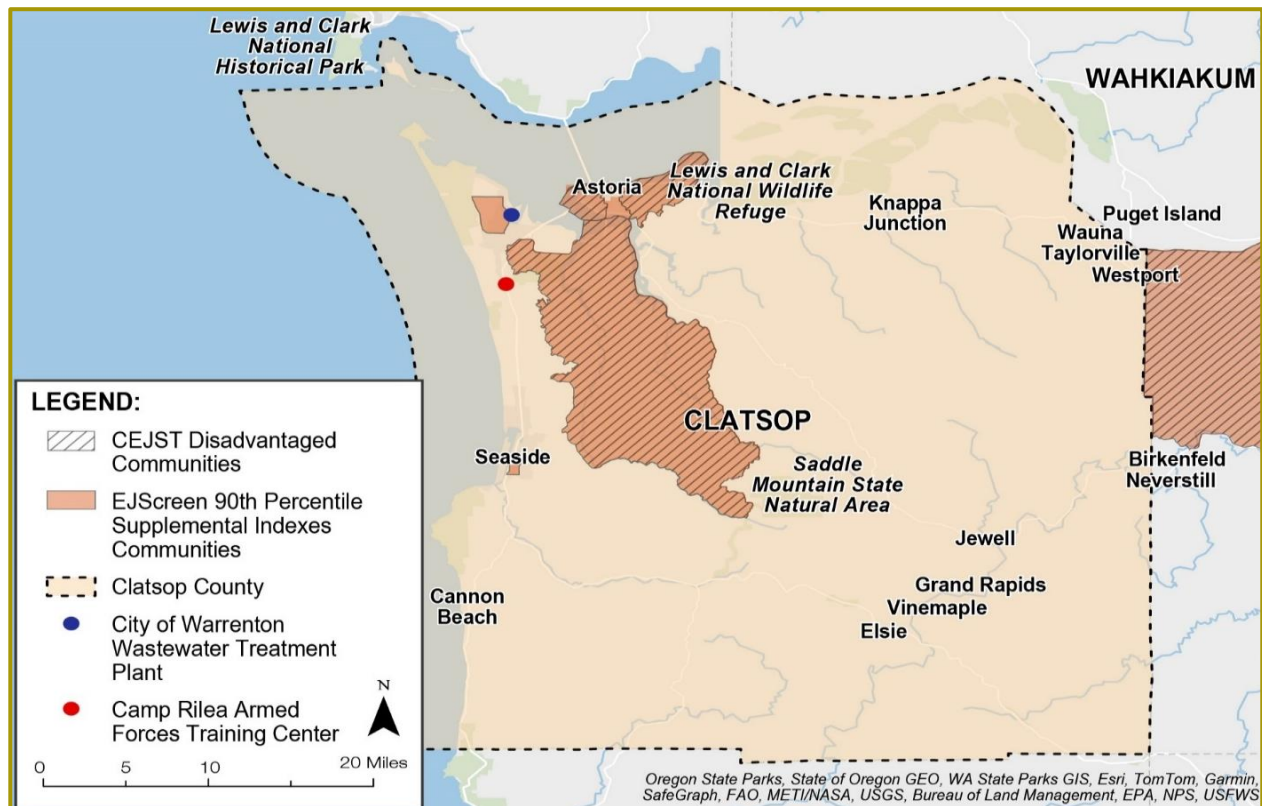 Lewis and Clark
National
Historical Park
WAHKIAKUM
Astoria
Lewis and Clark
National Wildlife
Refuge
Knappa
Junction
Puget Island
Wauna
Taylorville
Westport
CLATSOP
Seaside
Saddle
Mountain State
Natural Area
Birkenfeld
Neverstill
Jewell
Grand Rapids
Vinemaple
Elsie
Cannon
Beach
LEGEND:
CEJST Disadvantaged
Communities
EJScreen 90th Percentile
Supplemental Indexes
Communities
Clatsop County
City of Warrenton
Wastewater Treatment
Plant
Camp Rilea Armed
Forces Training Center
N
0 5 10 20 Miles
Oregon State Parks, State of Oregon GEO, WA State Parks GIS, Esri, TomTom, Garmin,
SafeGraph, FAO, METI/NASA, USGS, Bureau of Land Management, EPA, NPS, USFWS